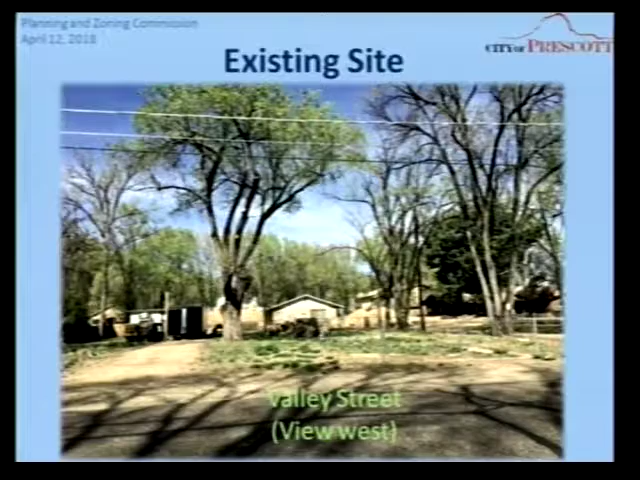 Planning and Zoning Commission
April 12, 2018
CITY OF PRESCOTT
Existing Site
Valley Street
(View west)